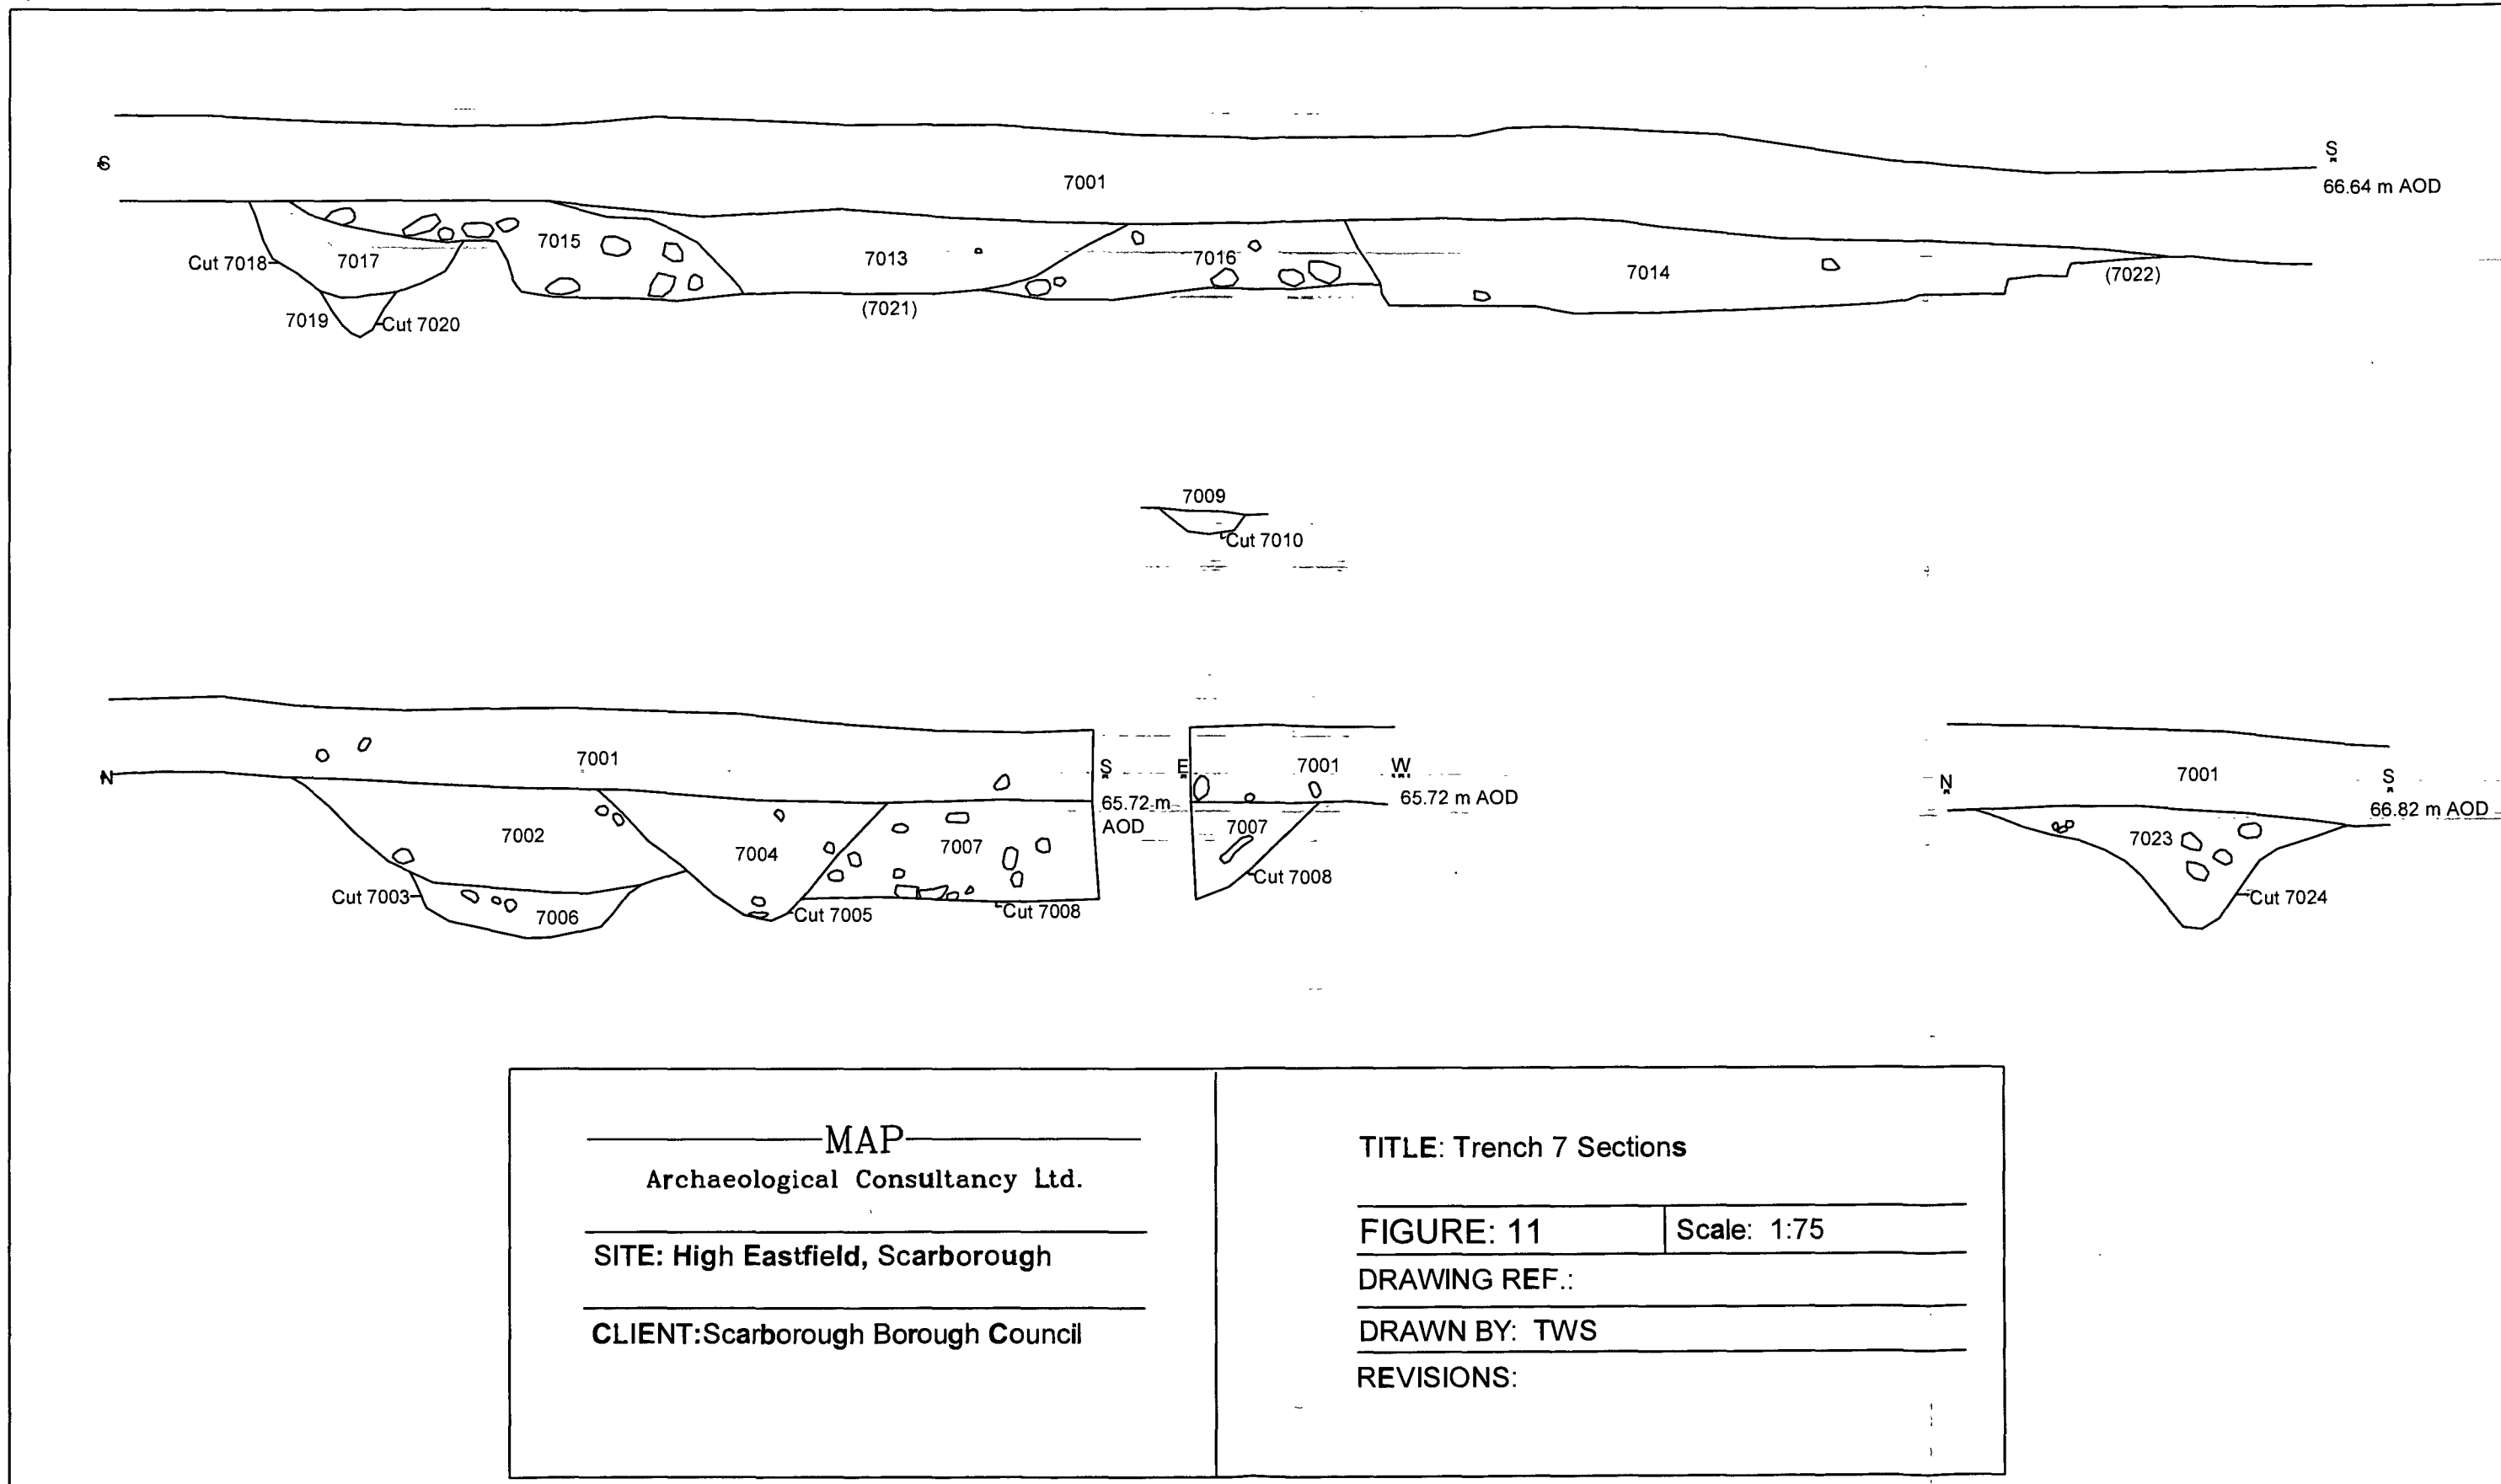 S
S
7001
66.64 m AOD
7015
Cut 7018
7017
7013
7016
7014
(7022)
(7021)
7019
Cut 7020
7009
Cut 7010
7001
N
S
65.72 m
AOD
7002
7004
7007
Cut 7003
7006
Cut 7005
Cut 7008
E
7001
W
65.72 m AOD
7007
Cut 7008
N
7001
S
66.82 m AOD
7023
Cut 7024
MAP
Archaeological Consultancy Ltd.
SITE: High Eastfield, Scarborough
CLIENT:Scarborough Borough Council
TITLE: Trench 7 Sections
FIGURE: 11
Scale: 1:75
DRAWING REF.:
DRAWN BY: TWS
REVISIONS: